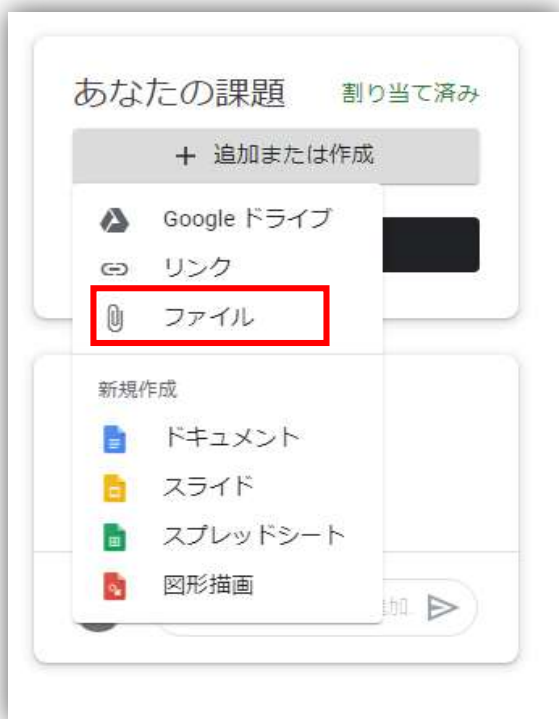 あなたの課題 割り当て済み
+ 追加または作成
Google ドライブ
リンク
ファイル
新規作成
ドキュメント
スライド
スプレッドシート
図形描画
追加